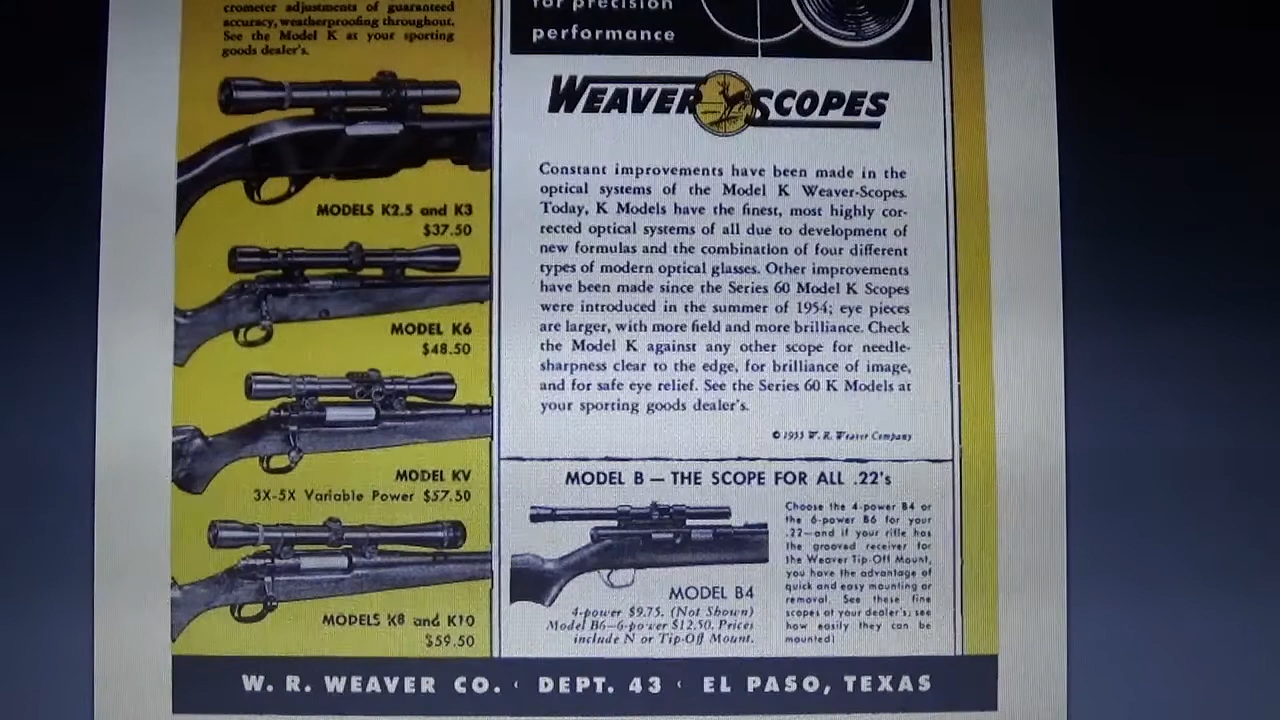 crometer adjustments of guaranteed
accuracy, weatherproofing throughout.
See the Model K at your sporting
goods dealer's.
MODELS K2.5 and K3
$37.50
MODEL K6
$48.50
MODEL KV
3X-5X Variable Power $57.50
MODELS K8 and K10
$59.50
for precision
performance
WEAVER SCOPES
Constant improvements have been made in the
optical systems of the Model K Weaver-Scopes.
Today, K Models have the finest, most highly cor-
rected optical systems of all due to development of
new formulas and the combination of four different
types of modern optical glasses. Other improvements
have been made since the Series 60 Model K Scopes
were introduced in the summer of 1954; eye pieces
are larger, with more field and more brilliance. Check
the Model K against any other scope for needle-
sharpness clear to the edge, for brilliance of image,
and for safe eye relief. See the Series 60 K Models at
your sporting goods dealer's.
© 1955 W. R. Weaver Company
MODEL B — THE SCOPE FOR ALL .22's
MODEL B4
4-power $9.75. (Not Shown)
Model B6—6-power $12.50. Prices
include N or Tip-Off Mount.
Choose the 4-power B4 or
the 6-power B6 for your
.22—and if your rifle has
the grooved receiver for
the Weaver Tip-Off Mount,
you have the advantage of
quick and easy mounting or
removal. See these fine
scopes at your dealer's; see
how easily they can be
mounted!
W. R. WEAVER CO. · DEPT. 43 · EL PASO, TEXAS